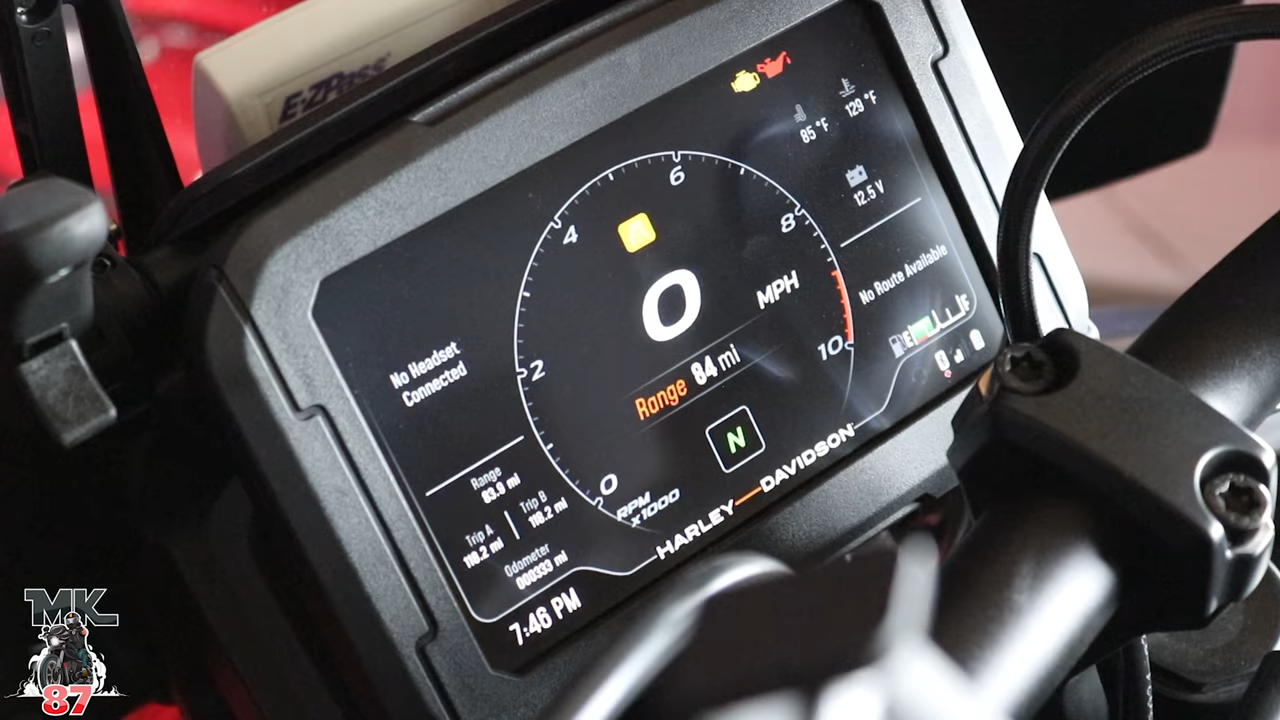 E-ZPass
85 °F
129 °F
12.5 V
No Route Available
E F
6
4
8
2
10
0
0
MPH
Range 84 mi
N
RPM
x1000
No Headset
Connected
Range
83.9 mi
Trip A
110.2 mi
Trip B
110.2 mi
Odometer
000333 mi
HARLEY-DAVIDSON
7:46 PM
MK
87